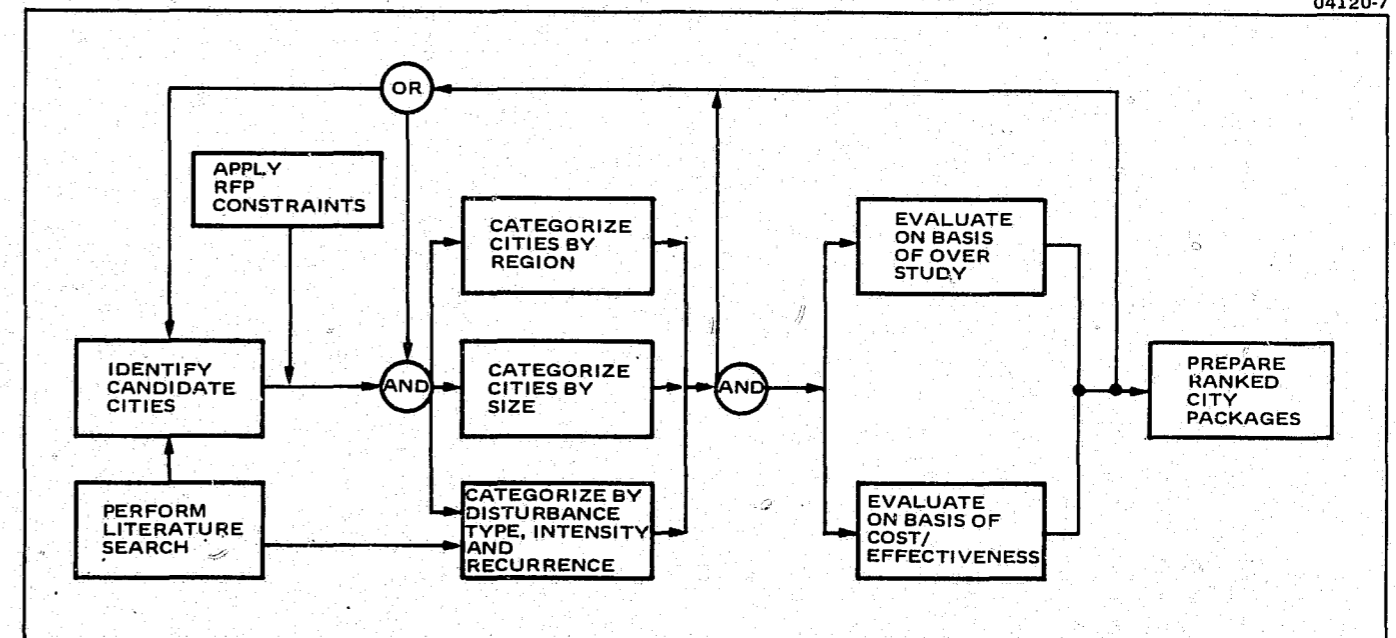 04120-7
OR
APPLY
RFP
CONSTRAINTS
CATEGORIZE
CITIES BY
REGION
EVALUATE
ON BASIS
OF OVER
STUDY
IDENTIFY
CANDIDATE
CITIES
AND
CATEGORIZE
CITIES BY
SIZE
AND
PREPARE
RANKED
CITY
PACKAGES
PERFORM
LITERATURE
SEARCH
CATEGORIZE BY
DISTURBANCE
TYPE, INTENSITY
AND
RECURRENCE
EVALUATE
ON BASIS OF
COST/
EFFECTIVENESS